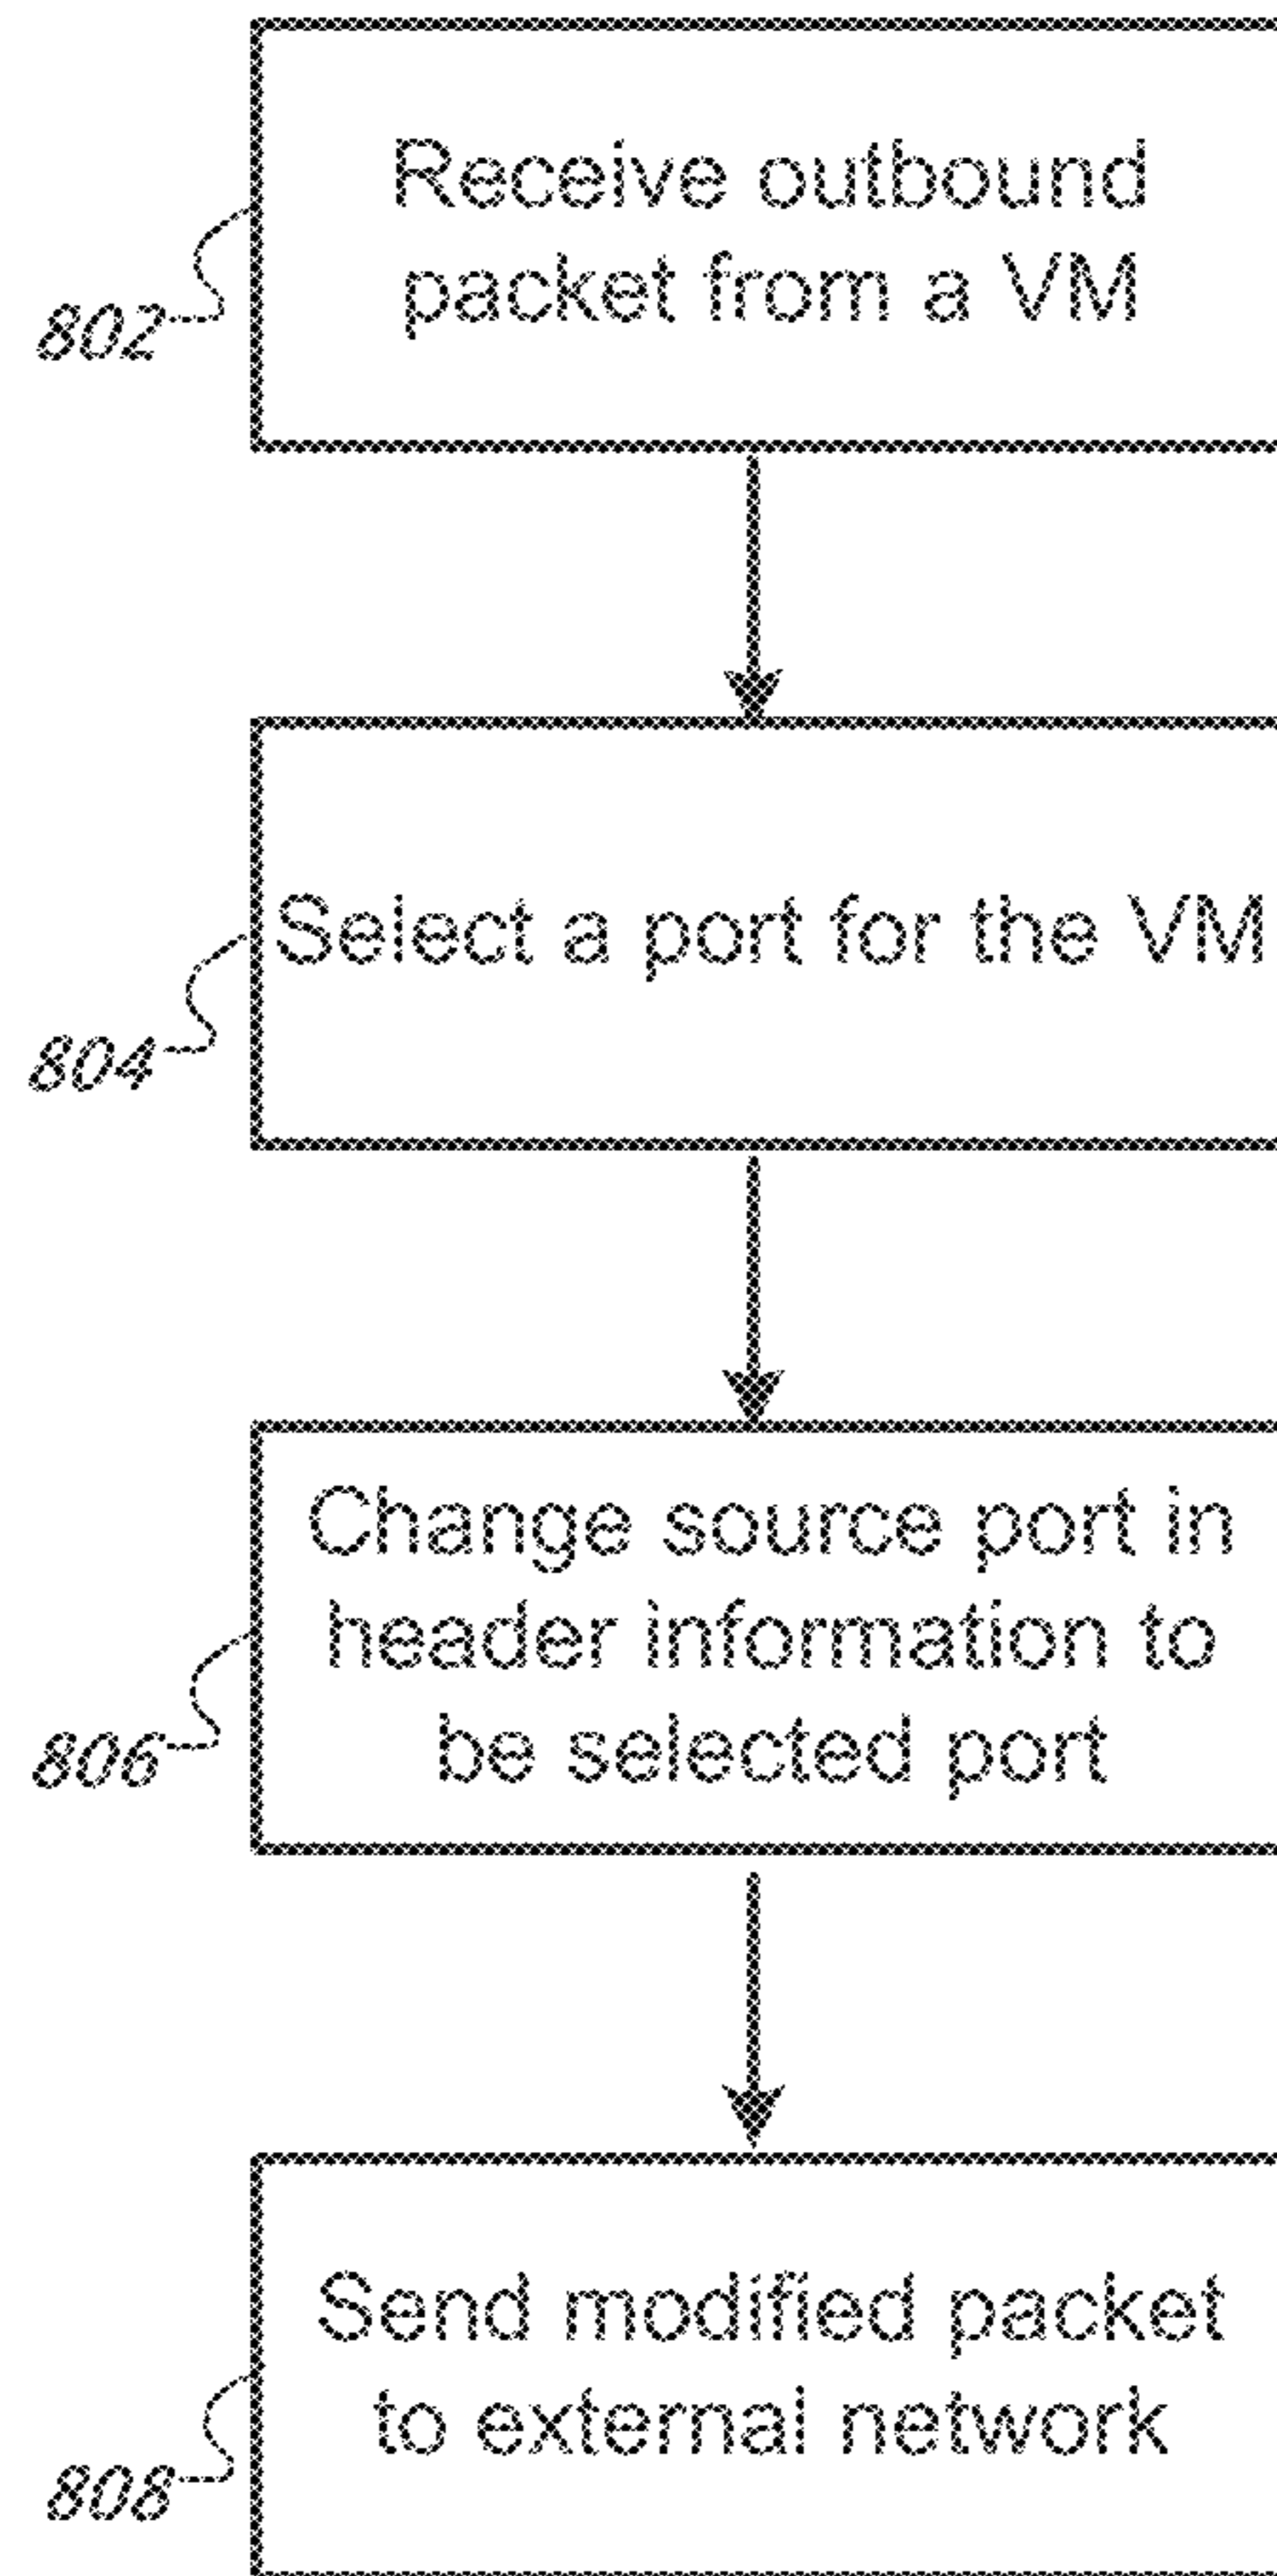 Receive outbound
packet from a VM
802
Select a port for the VM
804
Change source port in
header information to
be selected port
806
Send modified packet
to external network
808